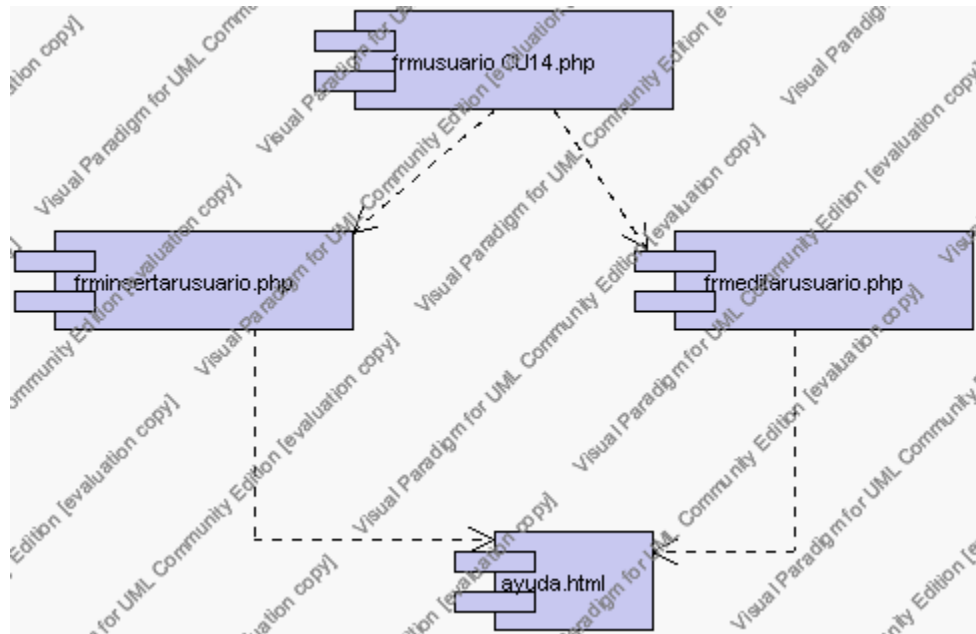 frmusuario CU14.php
frminsertarusuario.php
frmeditarusuario.php
ayuda.html
Visual Paradigm for UML Community Edition [evaluation copy]